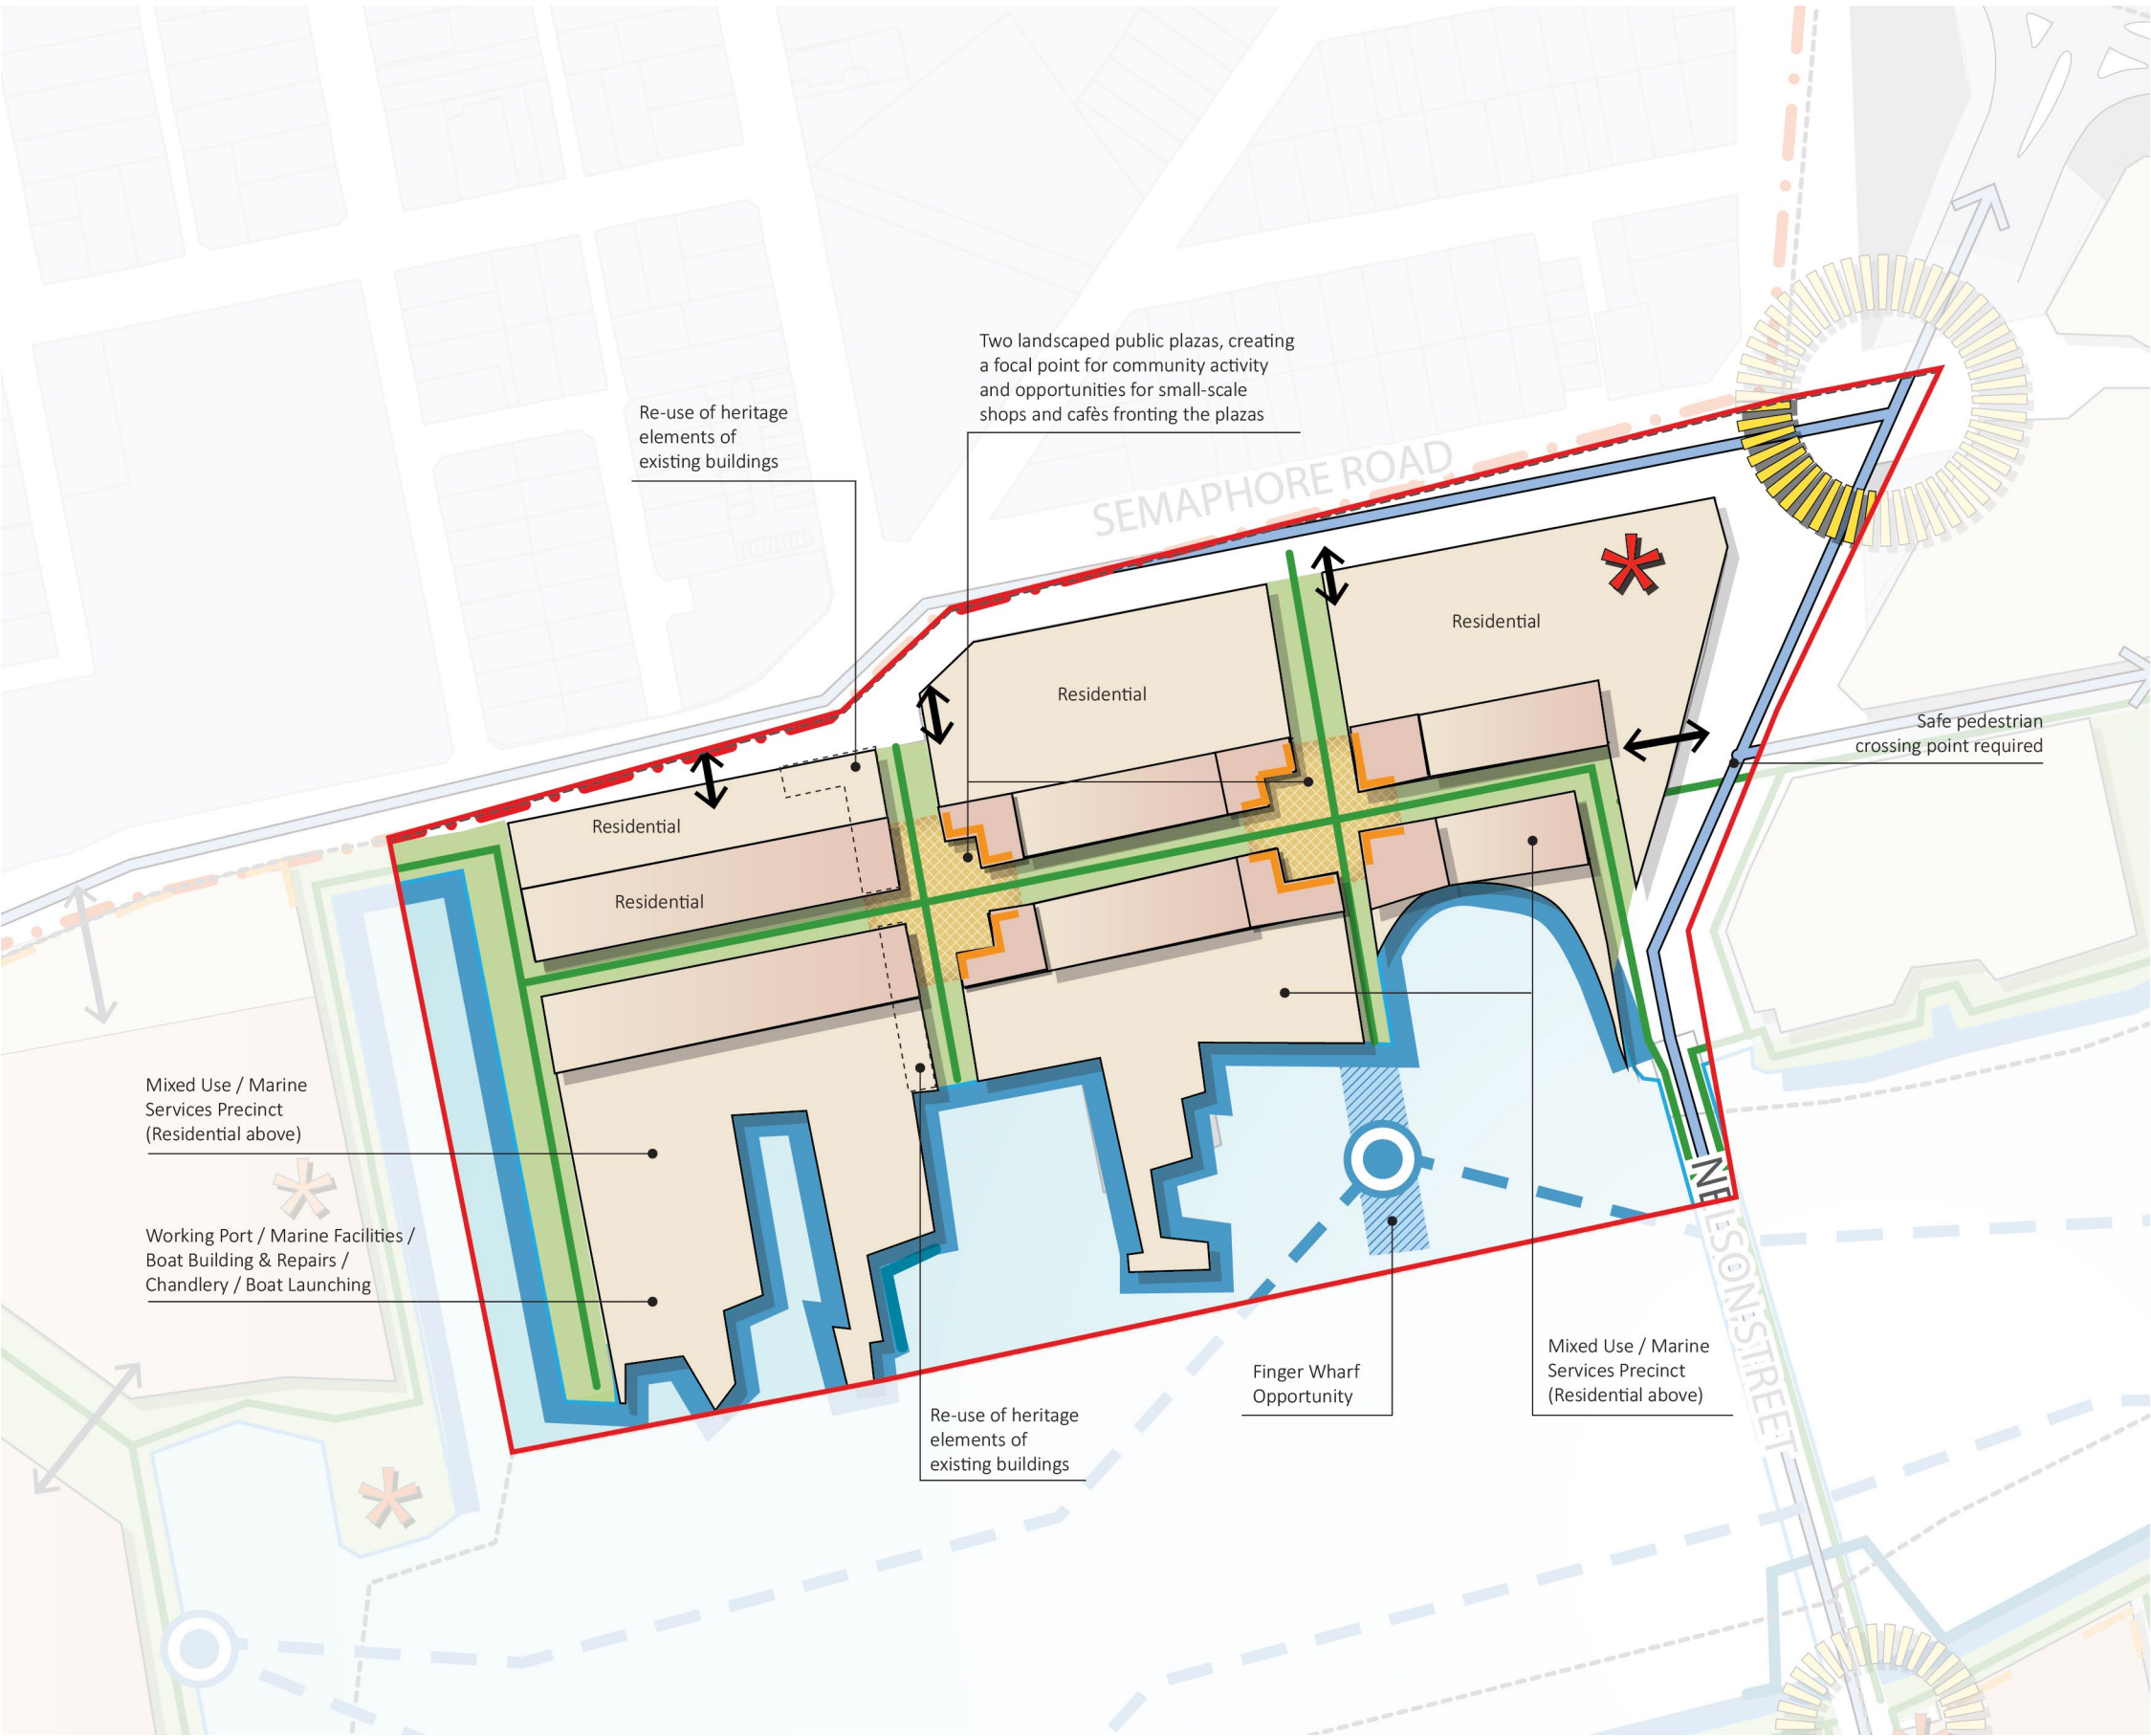 Two landscaped public plazas, creating
a focal point for community activity
and opportunities for small-scale
shops and cafès fronting the plazas
Re-use of heritage
elements of
existing buildings
SEMAPHORE ROAD
Residential
Residential
Safe pedestrian
crossing point required
Residential
Residential
Mixed Use / Marine
Services Precinct
(Residential above)
Working Port / Marine Facilities /
Boat Building & Repairs /
Chandlery / Boat Launching
NELSON STREET
Mixed Use / Marine
Services Precinct
(Residential above)
Finger Wharf
Opportunity
Re-use of heritage
elements of
existing buildings